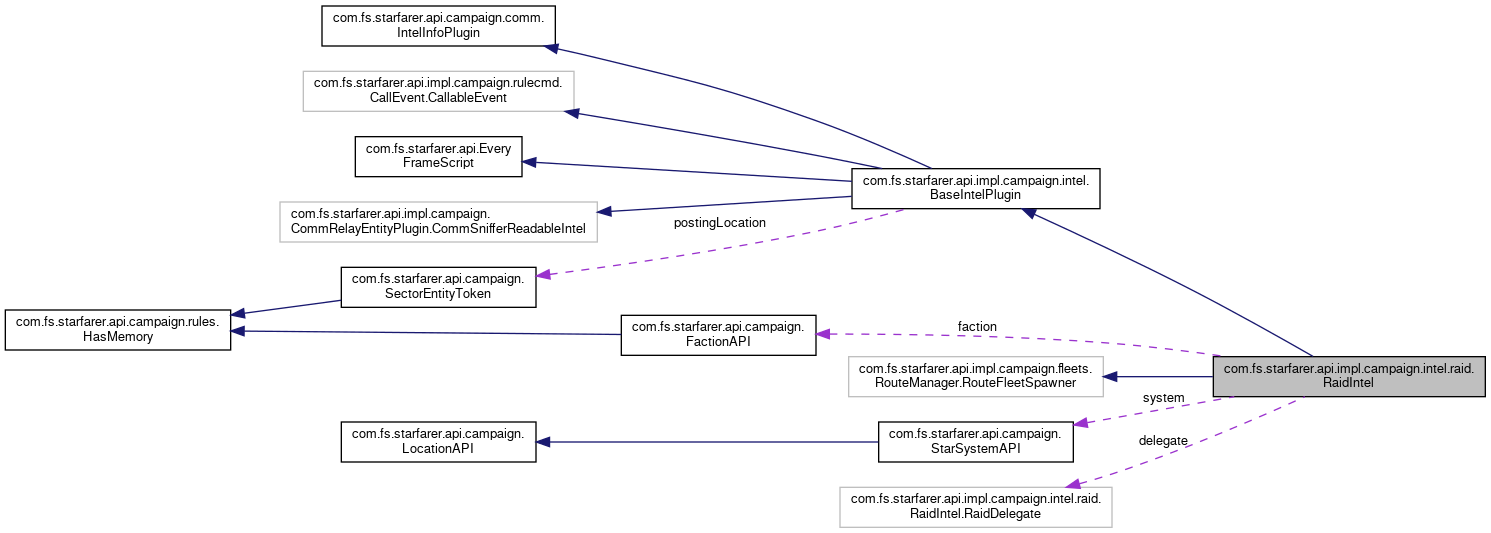 com.fs.starfarer.api.campaign.comm.
IntelInfoPlugin
com.fs.starfarer.api.impl.campaign.rulecmd.
CallEvent.CallableEvent
com.fs.starfarer.api.Every
FrameScript
com.fs.starfarer.api.impl.campaign.intel.
BaseIntelPlugin
com.fs.starfarer.api.impl.campaign.
CommRelayEntityPlugin.CommSnifferReadableIntel
postingLocation
com.fs.starfarer.api.campaign.
SectorEntityToken
com.fs.starfarer.api.campaign.rules.
HasMemory
com.fs.starfarer.api.campaign.
FactionAPI
faction
com.fs.starfarer.api.impl.campaign.fleets.
RouteManager.RouteFleetSpawner
com.fs.starfarer.api.impl.campaign.intel.raid.
RaidIntel
system
com.fs.starfarer.api.campaign.
LocationAPI
com.fs.starfarer.api.campaign.
StarSystemAPI
delegate
com.fs.starfarer.api.impl.campaign.intel.raid.
RaidIntel.RaidDelegate